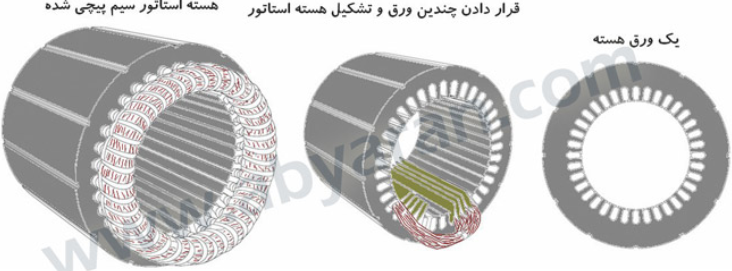 هسته استاتور سیم پیچی شده
قرار دادن چندین ورق و تشکیل هسته استاتور
یک ورق هسته